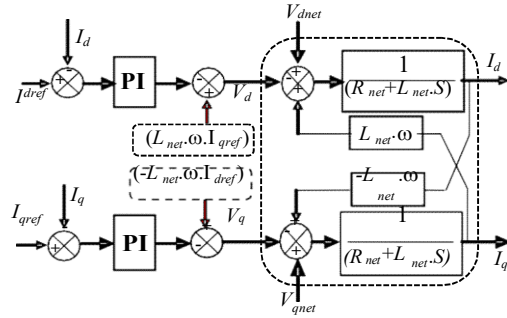 I_d
V_dnet
I_dref
PI
V_d
1
(R_net+L_net.S)
I_d
(L_net.ω.I_qref)
L_net.ω
(-L_net.ω.I_dref)
-L_net.ω
I_q
I_qref
PI
V_q
1
(R_net+L_net.S)
I_q
V_qnet